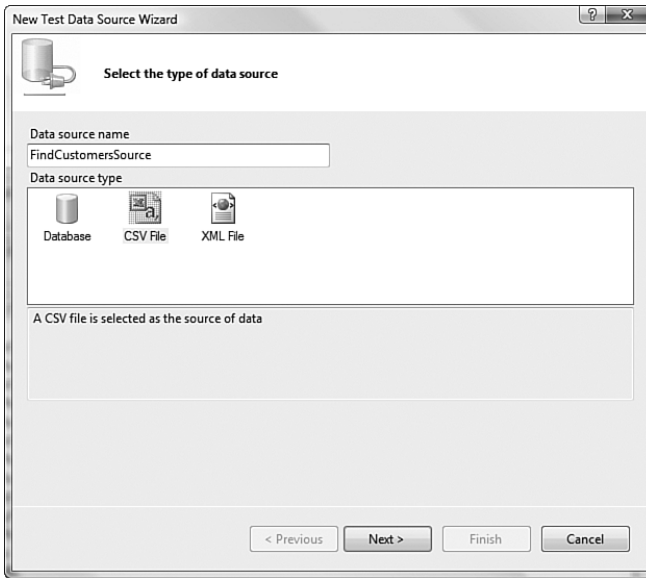 New Test Data Source Wizard
Select the type of data source
Data source name
FindCustomersSource
Data source type
Database CSV File XML File
A CSV file is selected as the source of data
< Previous Next > Finish Cancel